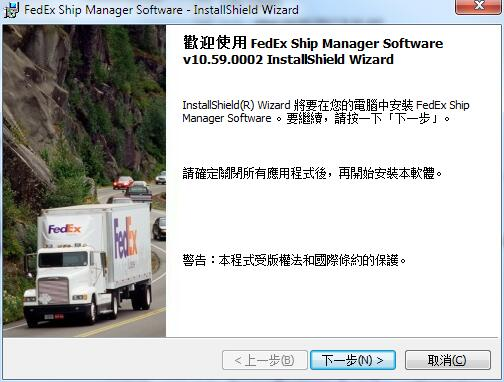 FedEx Ship Manager Software - InstallShield Wizard
歡迎使用 FedEx Ship Manager Software
v10.59.0002 InstallShield Wizard
InstallShield(R) Wizard 將要在您的電腦中安裝 FedEx Ship
Manager Software 。 要繼續，請按一下「下一步」。
請確定關閉所有應用程式後，再開始安裝本軟體。
FedEx
FedEx
警告：本程式受版權法和國際條約的保護。
< 上一步(B)
下一步(N) >
取消(C)